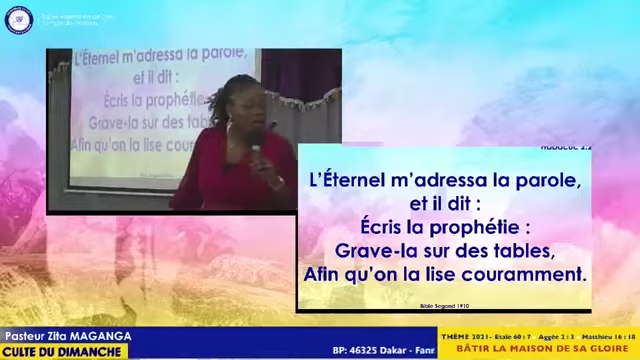 L'Éternel m'adressa la parole,
et il dit :
Écris la prophétie
Grave-la sur des
Afin qu'on la lise
Habacuc 2.2
L'Éternel m'adressa la parole,
et il dit :
Écris la prophétie :
Grave-la sur des tables,
Afin qu'on la lise couramment.
Bible Segond 1910
Pasteur Zita MAGANGA
CULTE DU DIMANCHE
BP: 46325 Dakar - Fann
THÈME 2021- Esaïe 60 : 7 Aggée 2 : 3 Matthieu 16 : 18
BÂTIR LA MAISON DE SA GLOIRE